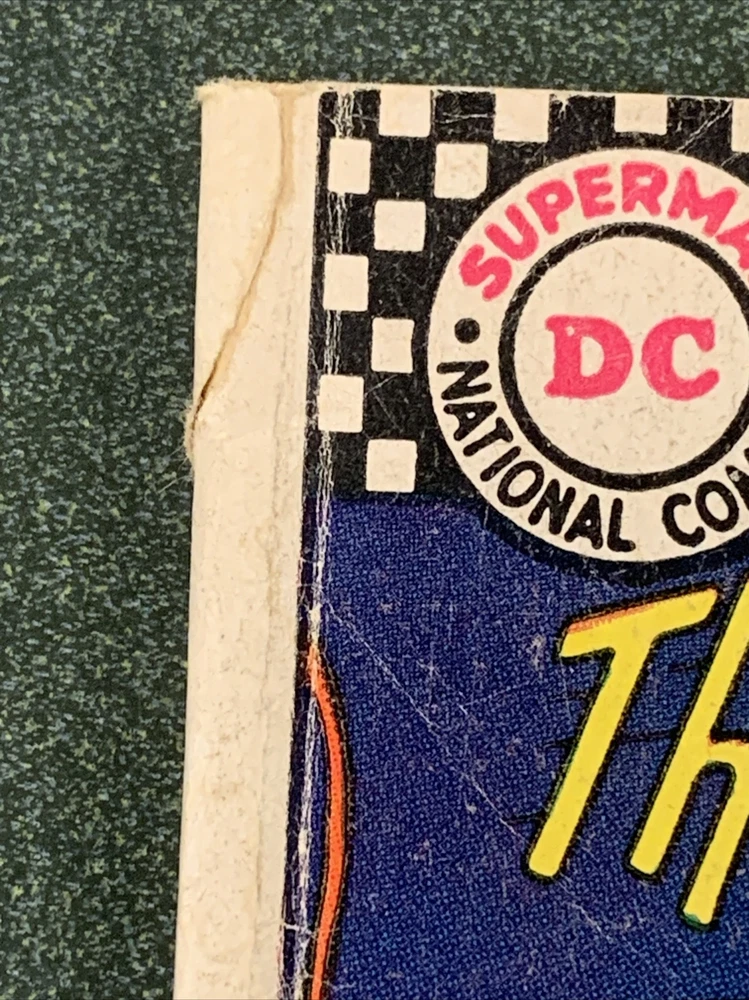 SUPERMA
DC
NATIONAL CO
Th